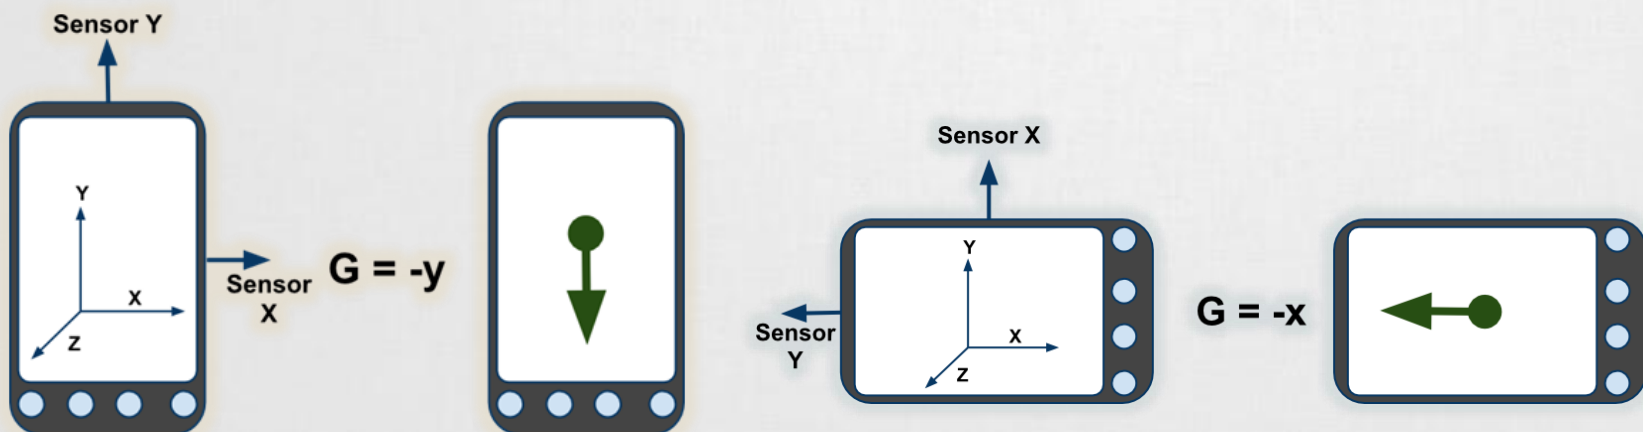 Sensor Y
Y
X
Z
Sensor
X
G = -y
Sensor X
Sensor
Y
Y
X
Z
G = -x